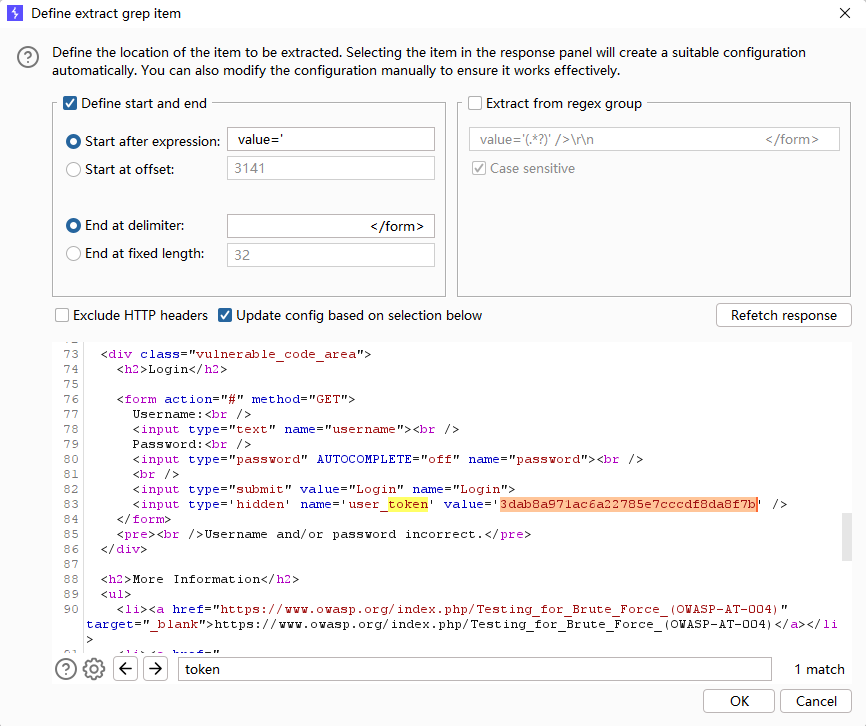 Define extract grep item
Define the location of the item to be extracted. Selecting the item in the response panel will create a suitable configuration
automatically. You can also modify the configuration manually to ensure it works effectively.
Define start and end
Start after expression: value='
Start at offset: 3141
End at delimiter: </form>
End at fixed length: 32
Extract from regex group
value='(.*?)' />\r\n </form>
Case sensitive
Exclude HTTP headers Update config based on selection below Refetch response
73 <div class="vulnerable_code_area">
74 <h2>Login</h2>
75
76 <form action="#" method="GET">
77 Username:<br />
78 <input type="text" name="username"><br />
79 Password:<br />
80 <input type="password" AUTOCOMPLETE="off" name="password"><br />
81 <br />
82 <input type="submit" value="Login" name="Login">
83 <input type='hidden' name='user_token' value='3dab8a971ac6a22785e7cccdf8da8f7b' />
84 </form>
85 <pre><br />Username and/or password incorrect.</pre>
86 </div>
87
88 <h2>More Information</h2>
89 <ul>
90 <li><a href="https://www.owasp.org/index.php/Testing_for_Brute_Force_(OWASP-AT-004)"
target="_blank">https://www.owasp.org/index.php/Testing_for_Brute_Force_(OWASP-AT-004)</a></li
>
token 1 match
OK Cancel